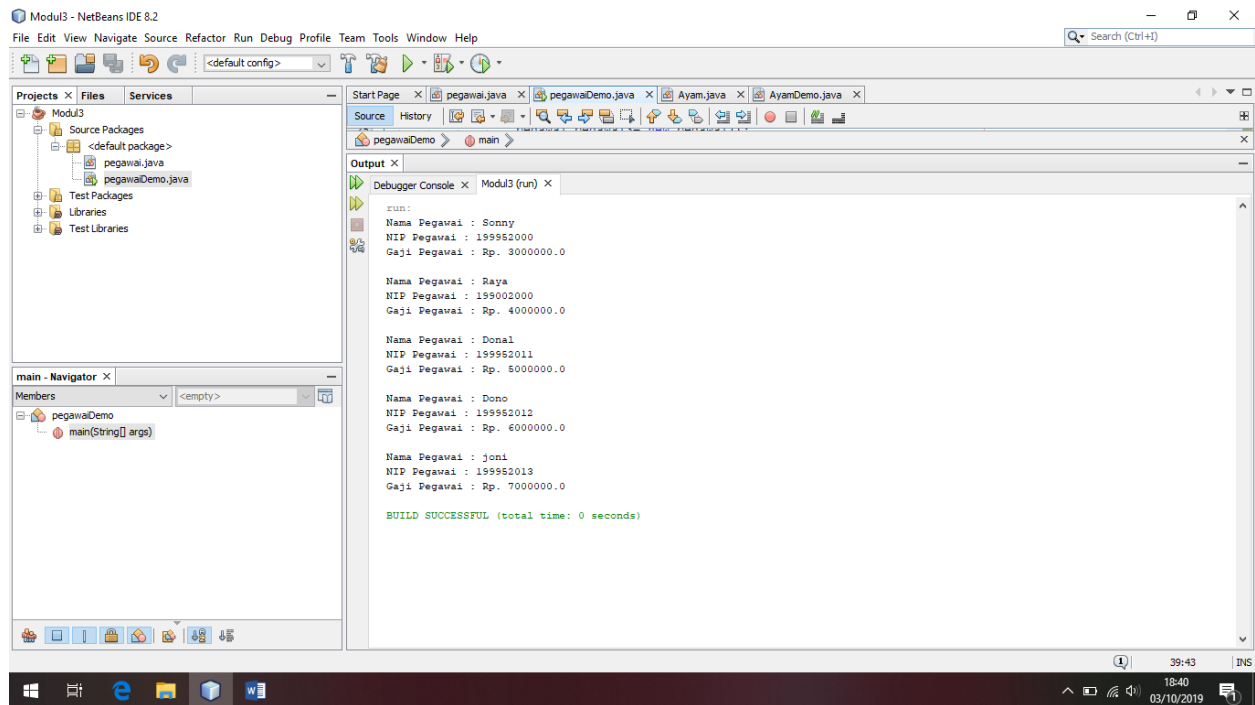 Modul3 - NetBeans IDE 8.2
File Edit View Navigate Source Refactor Run Debug Profile Team Tools Window Help
Search (Ctrl+I)
<default config>
Projects Files Services
Modul3
Source Packages
<default package>
pegawai.java
pegawaiDemo.java
Test Packages
Libraries
Test Libraries
main - Navigator
Members <empty>
pegawaiDemo
main(String[] args)
Start Page pegawai.java pegawaiDemo.java Ayam.java AyamDemo.java
Source History
pegawaiDemo main
Output
Debugger Console Modul3 (run)
run:
Nama Pegawai : Sonny
NIP Pegawai : 199952000
Gaji Pegawai : Rp. 3000000.0
Nama Pegawai : Raya
NIP Pegawai : 199002000
Gaji Pegawai : Rp. 4000000.0
Nama Pegawai : Donal
NIP Pegawai : 199952011
Gaji Pegawai : Rp. 5000000.0
Nama Pegawai : Dono
NIP Pegawai : 199952012
Gaji Pegawai : Rp. 6000000.0
Nama Pegawai : joni
NIP Pegawai : 199952013
Gaji Pegawai : Rp. 7000000.0
BUILD SUCCESSFUL (total time: 0 seconds)
1 39:43 INS
18:40
03/10/2019